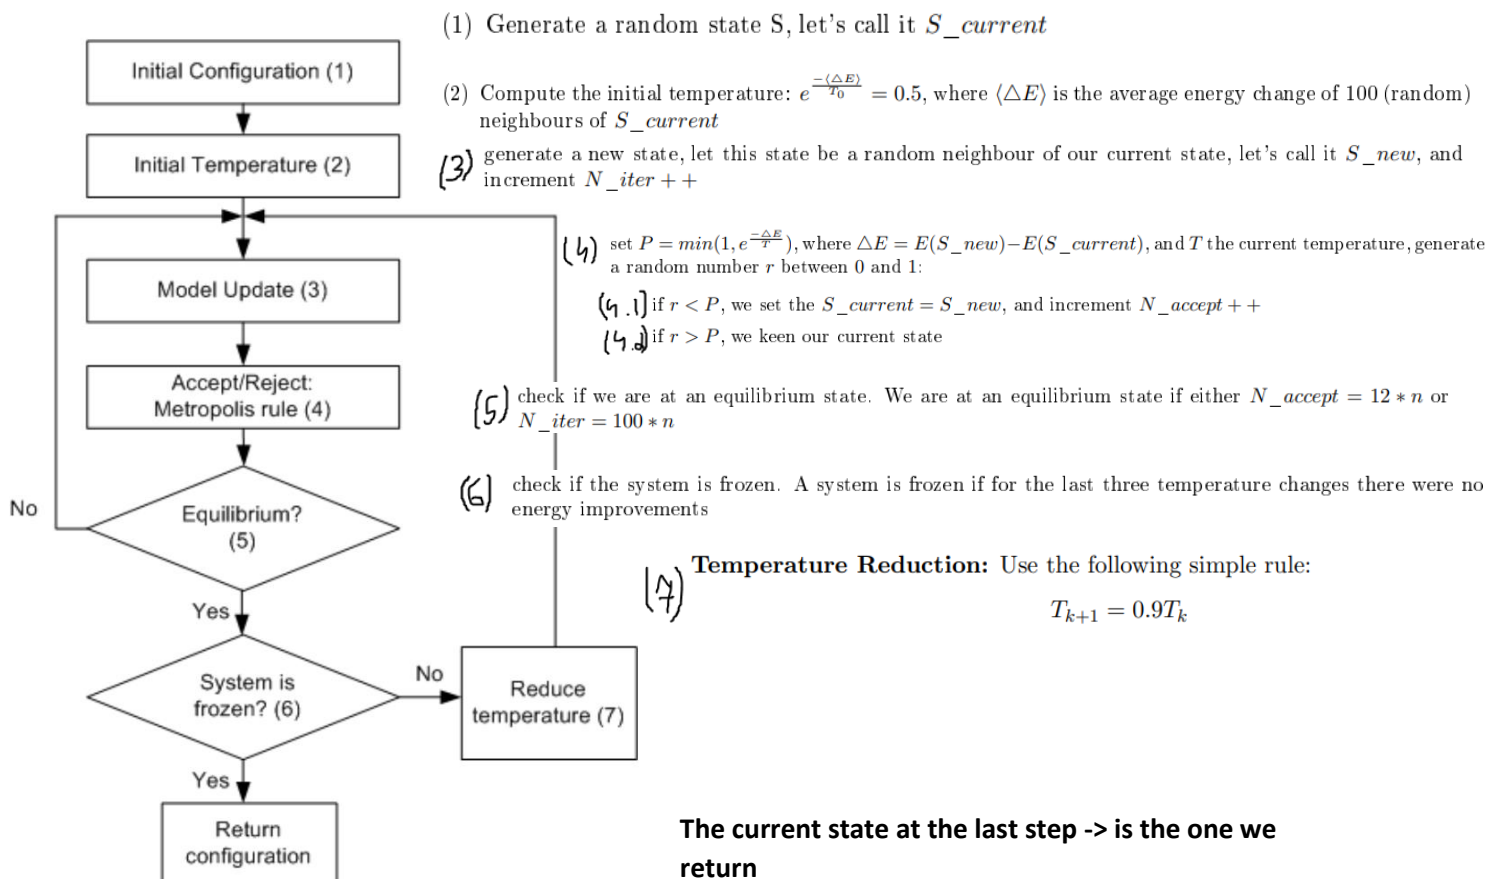 (1) Generate a random state S, let's call it S_current
Initial Configuration (1)
(2) Compute the initial temperature: e^{\frac{-⟨△E⟩}{T_0}} = 0.5, where ⟨△E⟩ is the average energy change of 100 (random)
neighbours of S_current
Initial Temperature (2)
(3) generate a new state, let this state be a random neighbour of our current state, let's call it S_new, and
increment N_iter ++
(4) set P = min(1, e^{\frac{-△E}{T}}), where △E = E(S_new)−E(S_current), and T the current temperature, generate
a random number r between 0 and 1:
Model Update (3)
(4.1) if r < P, we set the S_current = S_new, and increment N_accept ++
(4.2) if r > P, we keen our current state
Accept/Reject:
Metropolis rule (4)
(5) check if we are at an equilibrium state. We are at an equilibrium state if either N_accept = 12 * n or
N_iter = 100 * n
No
Equilibrium?
(5)
(6) check if the system is frozen. A system is frozen if for the last three temperature changes there were no
energy improvements
(7) Temperature Reduction: Use the following simple rule:
T_{k+1} = 0.9T_k
Yes
System is
frozen? (6)
No
Reduce
temperature (7)
Yes
Return
configuration
The current state at the last step -> is the one we
return